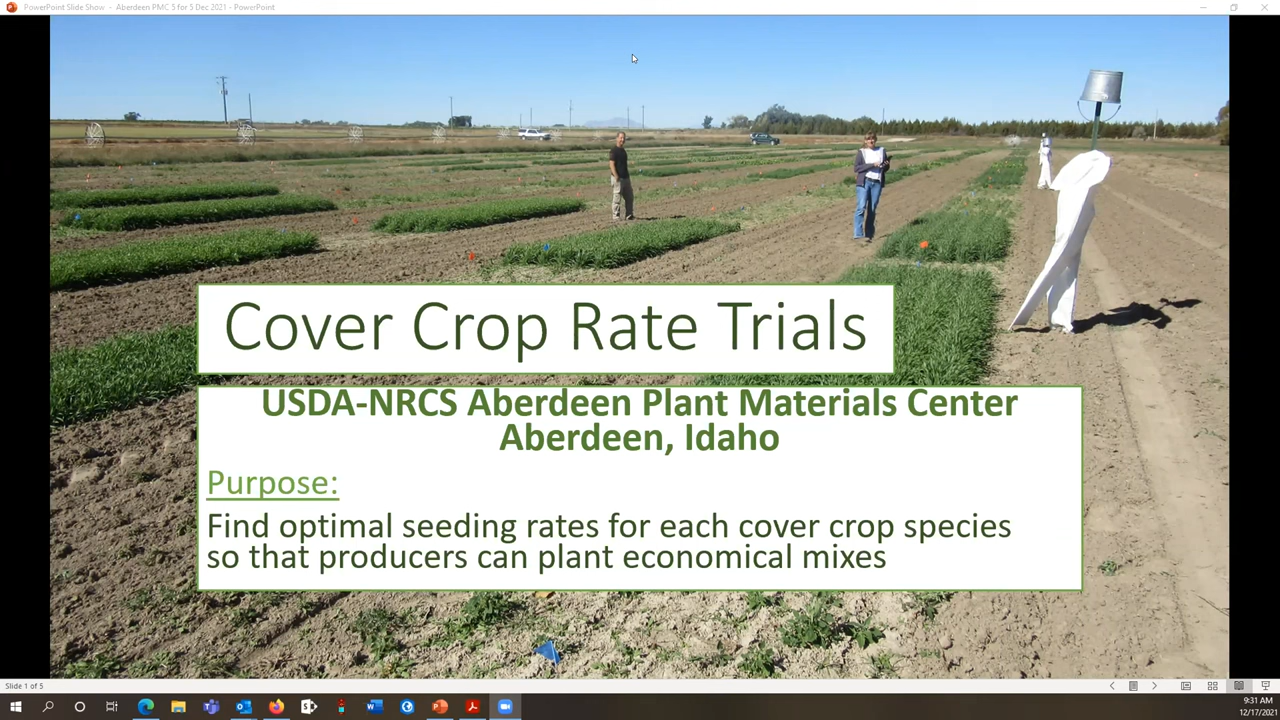 PowerPoint Slide Show - Aberdeen PMC 5 for 5 Dec 2021 - PowerPoint
Cover Crop Rate Trials
USDA-NRCS Aberdeen Plant Materials Center
Aberdeen, Idaho
Purpose:
Find optimal seeding rates for each cover crop species
so that producers can plant economical mixes
Slide 1 of 5
9:31 AM
12/17/2021